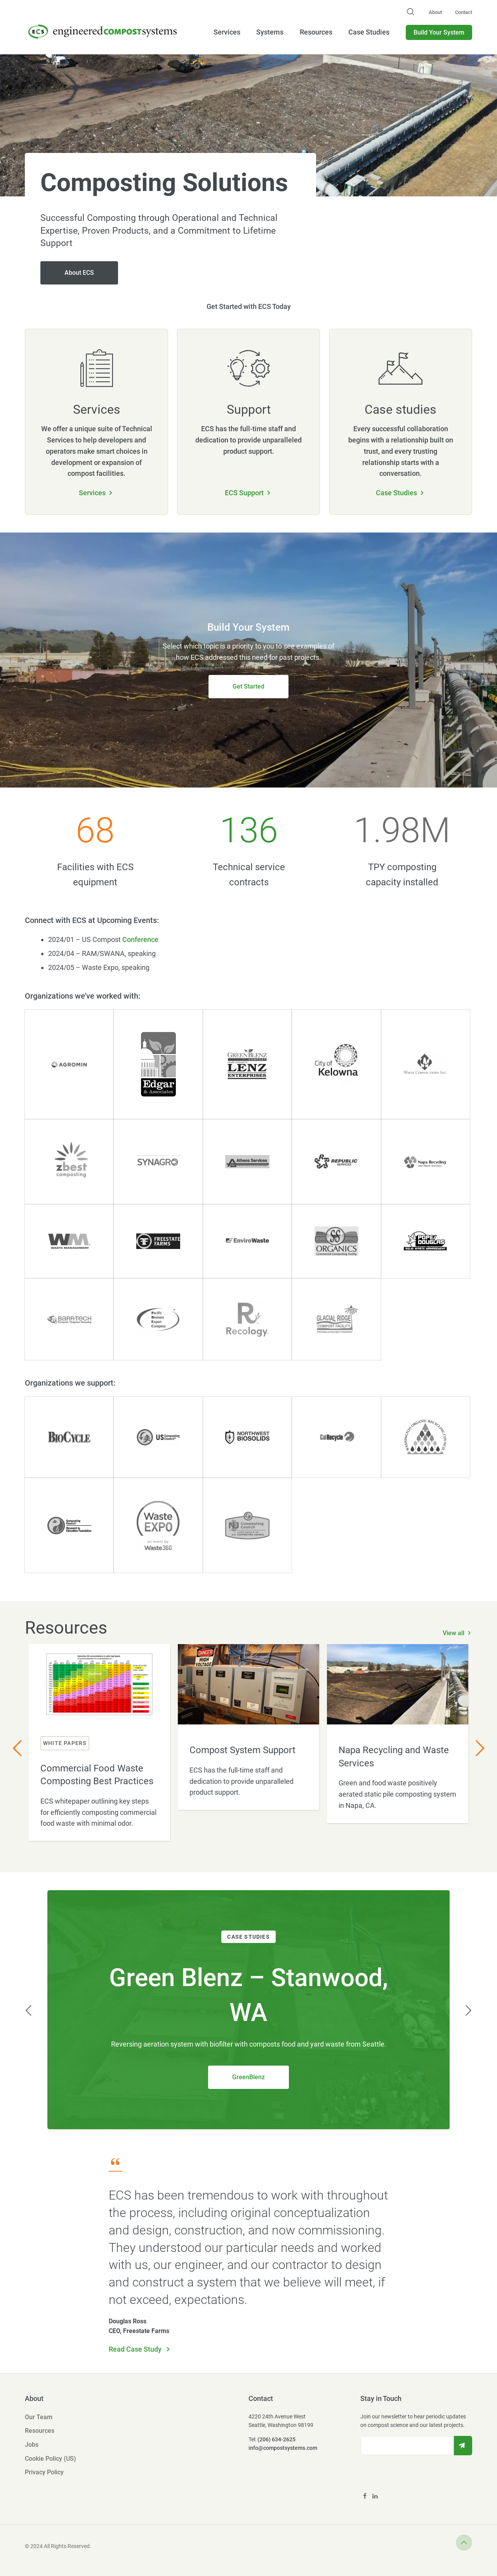 About
Contact
ECS engineeredCOMPOSTsystems
Services
Systems
Resources
Case Studies
Build Your System
Composting Solutions
Successful Composting through Operational and Technical
Expertise, Proven Products, and a Commitment to Lifetime
Support
About ECS
Get Started with ECS Today
Services
We offer a unique suite of Technical
Services to help developers and
operators make smart choices in
development or expansion of
compost facilities.
Services
Support
ECS has the full-time staff and
dedication to provide unparalleled
product support.
ECS Support
Case studies
Every successful collaboration
begins with a relationship built on
trust, and every trusting
relationship starts with a
conversation.
Case Studies
Build Your System
Select which topic is a priority to you to see examples of
how ECS addressed this need for past projects.
Get Started
68
Facilities with ECS
equipment
136
Technical service
contracts
1.98M
TPY composting
capacity installed
Connect with ECS at Upcoming Events:
2024/01 – US Compost Conference
2024/04 – RAM/SWANA, speaking
2024/05 – Waste Expo, speaking
Organizations we've worked with:
AGROMIN
Edgar
& Associates
GREENBLENZ
LENZ
ENTERPRISES
City of
Kelowna
WASTE CONNECTIONS INC.
zbest
composting
SYNAGRO
Athens Services
REPUBLIC
SERVICES
Napa Recycling
WM
WASTE MANAGEMENT
FREESTATE
FARMS
EnviroWaste
ORGANICS
POPE/
DOUGLAS
SOLID WASTE MANAGEMENT
BARRTECH
Pacific
Compost
Recology.
GLACIAL RIDGE
COMPOST FACILITY
Organizations we support:
BIOCYCLE
US Composting
NORTHWEST
BIOSOLIDS
CalRecycle
WASHINGTON ORGANIC RECYCLING COUNCIL
Composting
Council
Research &
Education Foundation
Waste
EXPO
Waste360
Composting
Council
Resources
View all
WHITE PAPERS
Commercial Food Waste
Composting Best Practices
ECS whitepaper outlining key steps
for efficiently composting commercial
food waste with minimal odor.
DANGER
HIGH
VOLTAGE
Compost System Support
ECS has the full-time staff and
dedication to provide unparalleled
product support.
Napa Recycling and Waste
Services
Green and food waste positively
aerated static pile composting system
in Napa, CA.
CASE STUDIES
Green Blenz – Stanwood,
WA
Reversing aeration system with biofilter with composts food and yard waste from Seattle.
GreenBlenz
“
ECS has been tremendous to work with throughout
the process, including original conceptualization
and design, construction, and now commissioning.
They understood our particular needs and worked
with us, our engineer, and our contractor to design
and construct a system that we believe will meet, if
not exceed, expectations.
Douglas Ross
CEO, Freestate Farms
Read Case Study
About
Our Team
Resources
Jobs
Cookie Policy (US)
Privacy Policy
Contact
4220 24th Avenue West
Seattle, Washington 98199
Tel: (206) 634-2625
info@compostsystems.com
Stay in Touch
Join our newsletter to hear periodic updates
on compost science and our latest projects.
© 2024 All Rights Reserved.